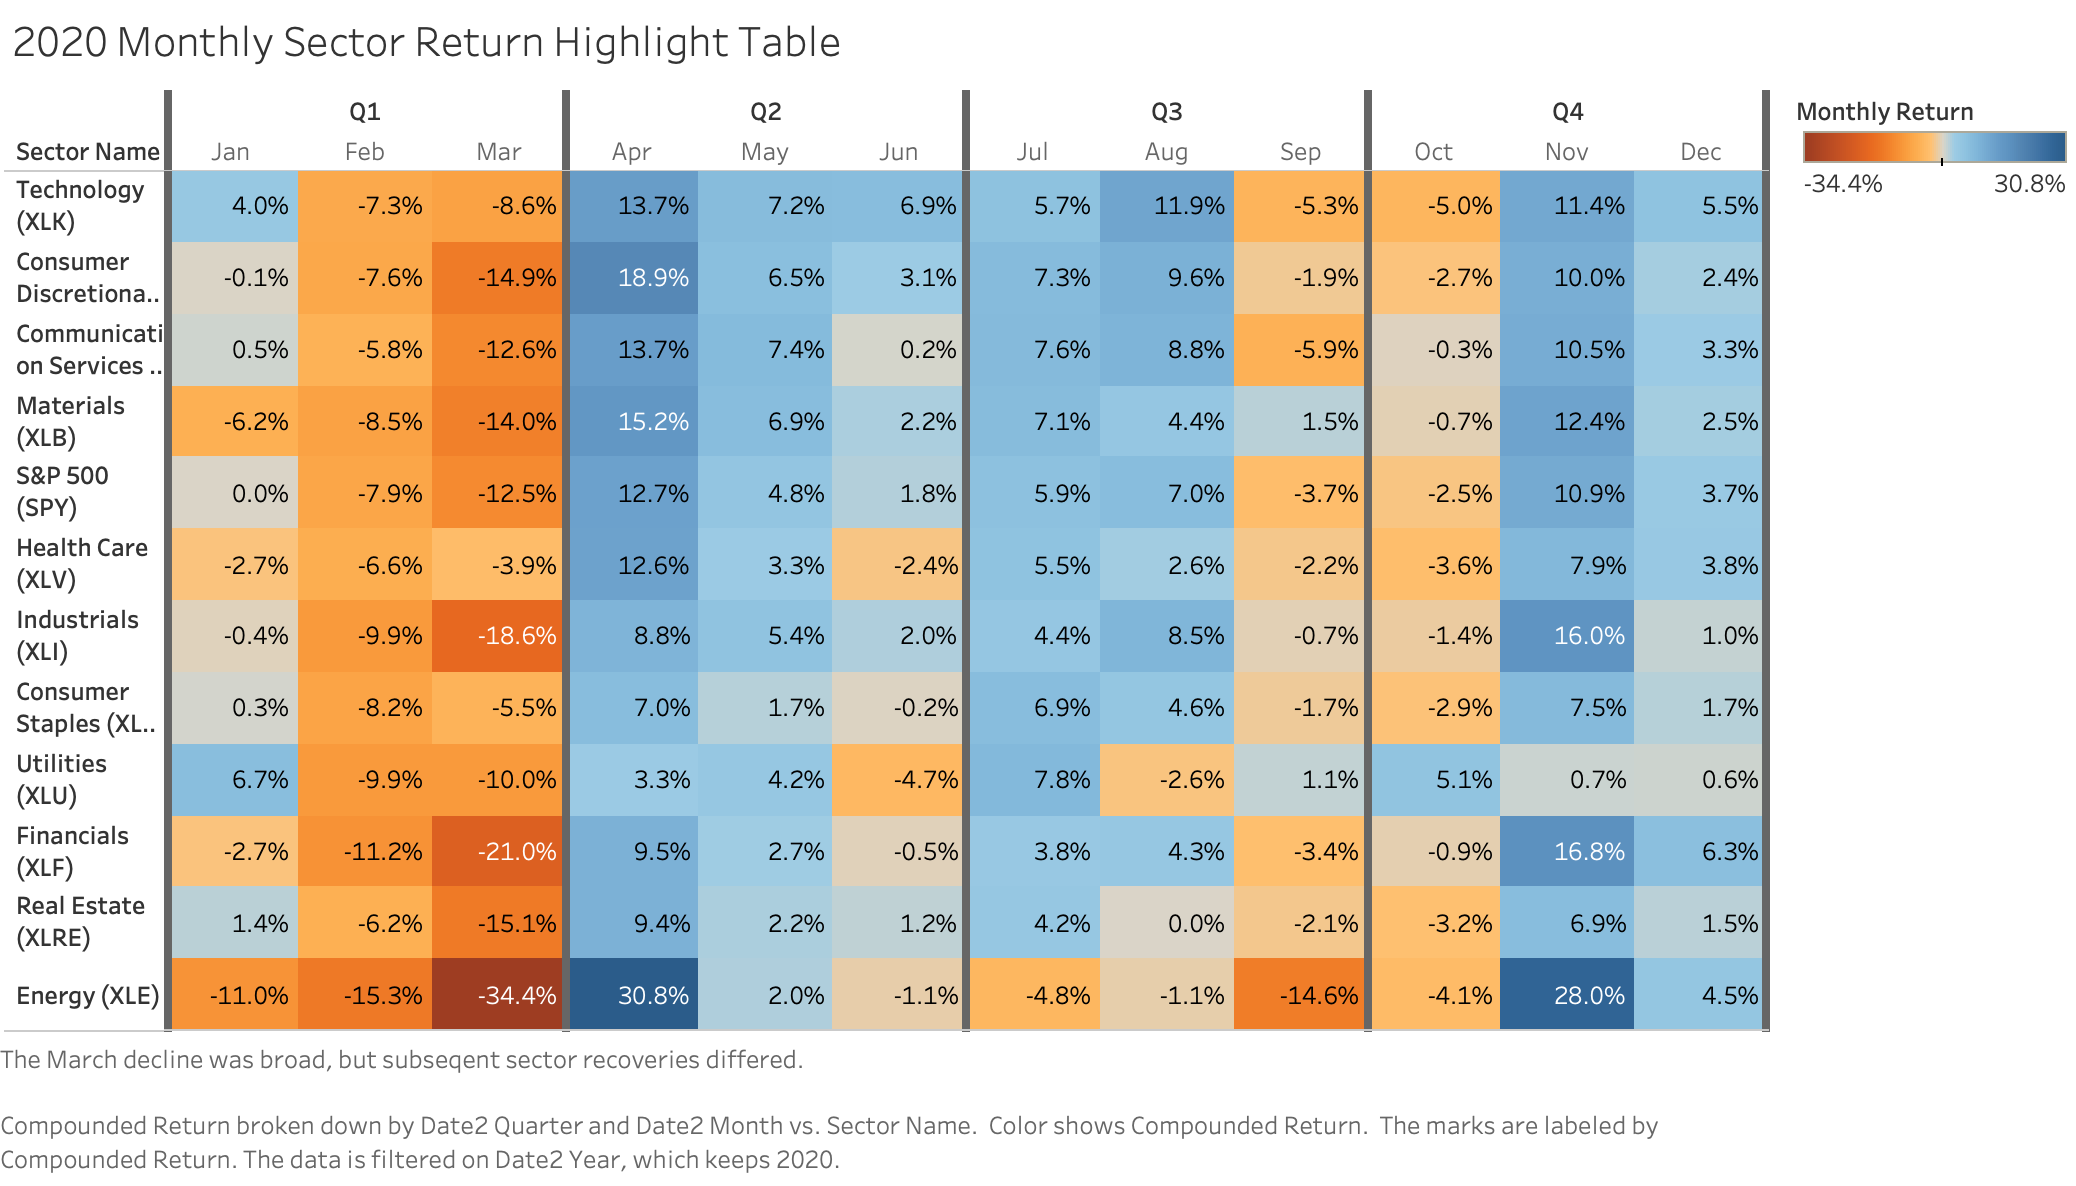 2020 Monthly Sector Return Highlight Table
Q1 Q2 Q3 Q4
Sector Name Jan Feb Mar Apr May Jun Jul Aug Sep Oct Nov Dec
Monthly Return
-34.4% 30.8%
Technology
(XLK)
4.0% -7.3% -8.6% 13.7% 7.2% 6.9% 5.7% 11.9% -5.3% -5.0% 11.4% 5.5%
Consumer
Discretiona..
-0.1% -7.6% -14.9% 18.9% 6.5% 3.1% 7.3% 9.6% -1.9% -2.7% 10.0% 2.4%
Communicati
on Services ..
0.5% -5.8% -12.6% 13.7% 7.4% 0.2% 7.6% 8.8% -5.9% -0.3% 10.5% 3.3%
Materials
(XLB)
-6.2% -8.5% -14.0% 15.2% 6.9% 2.2% 7.1% 4.4% 1.5% -0.7% 12.4% 2.5%
S&P 500
(SPY)
0.0% -7.9% -12.5% 12.7% 4.8% 1.8% 5.9% 7.0% -3.7% -2.5% 10.9% 3.7%
Health Care
(XLV)
-2.7% -6.6% -3.9% 12.6% 3.3% -2.4% 5.5% 2.6% -2.2% -3.6% 7.9% 3.8%
Industrials
(XLI)
-0.4% -9.9% -18.6% 8.8% 5.4% 2.0% 4.4% 8.5% -0.7% -1.4% 16.0% 1.0%
Consumer
Staples (XL..
0.3% -8.2% -5.5% 7.0% 1.7% -0.2% 6.9% 4.6% -1.7% -2.9% 7.5% 1.7%
Utilities
(XLU)
6.7% -9.9% -10.0% 3.3% 4.2% -4.7% 7.8% -2.6% 1.1% 5.1% 0.7% 0.6%
Financials
(XLF)
-2.7% -11.2% -21.0% 9.5% 2.7% -0.5% 3.8% 4.3% -3.4% -0.9% 16.8% 6.3%
Real Estate
(XLRE)
1.4% -6.2% -15.1% 9.4% 2.2% 1.2% 4.2% 0.0% -2.1% -3.2% 6.9% 1.5%
Energy (XLE)
-11.0% -15.3% -34.4% 30.8% 2.0% -1.1% -4.8% -1.1% -14.6% -4.1% 28.0% 4.5%
The March decline was broad, but subseqent sector recoveries differed.
Compounded Return broken down by Date2 Quarter and Date2 Month vs. Sector Name.  Color shows Compounded Return.  The marks are labeled by
Compounded Return. The data is filtered on Date2 Year, which keeps 2020.